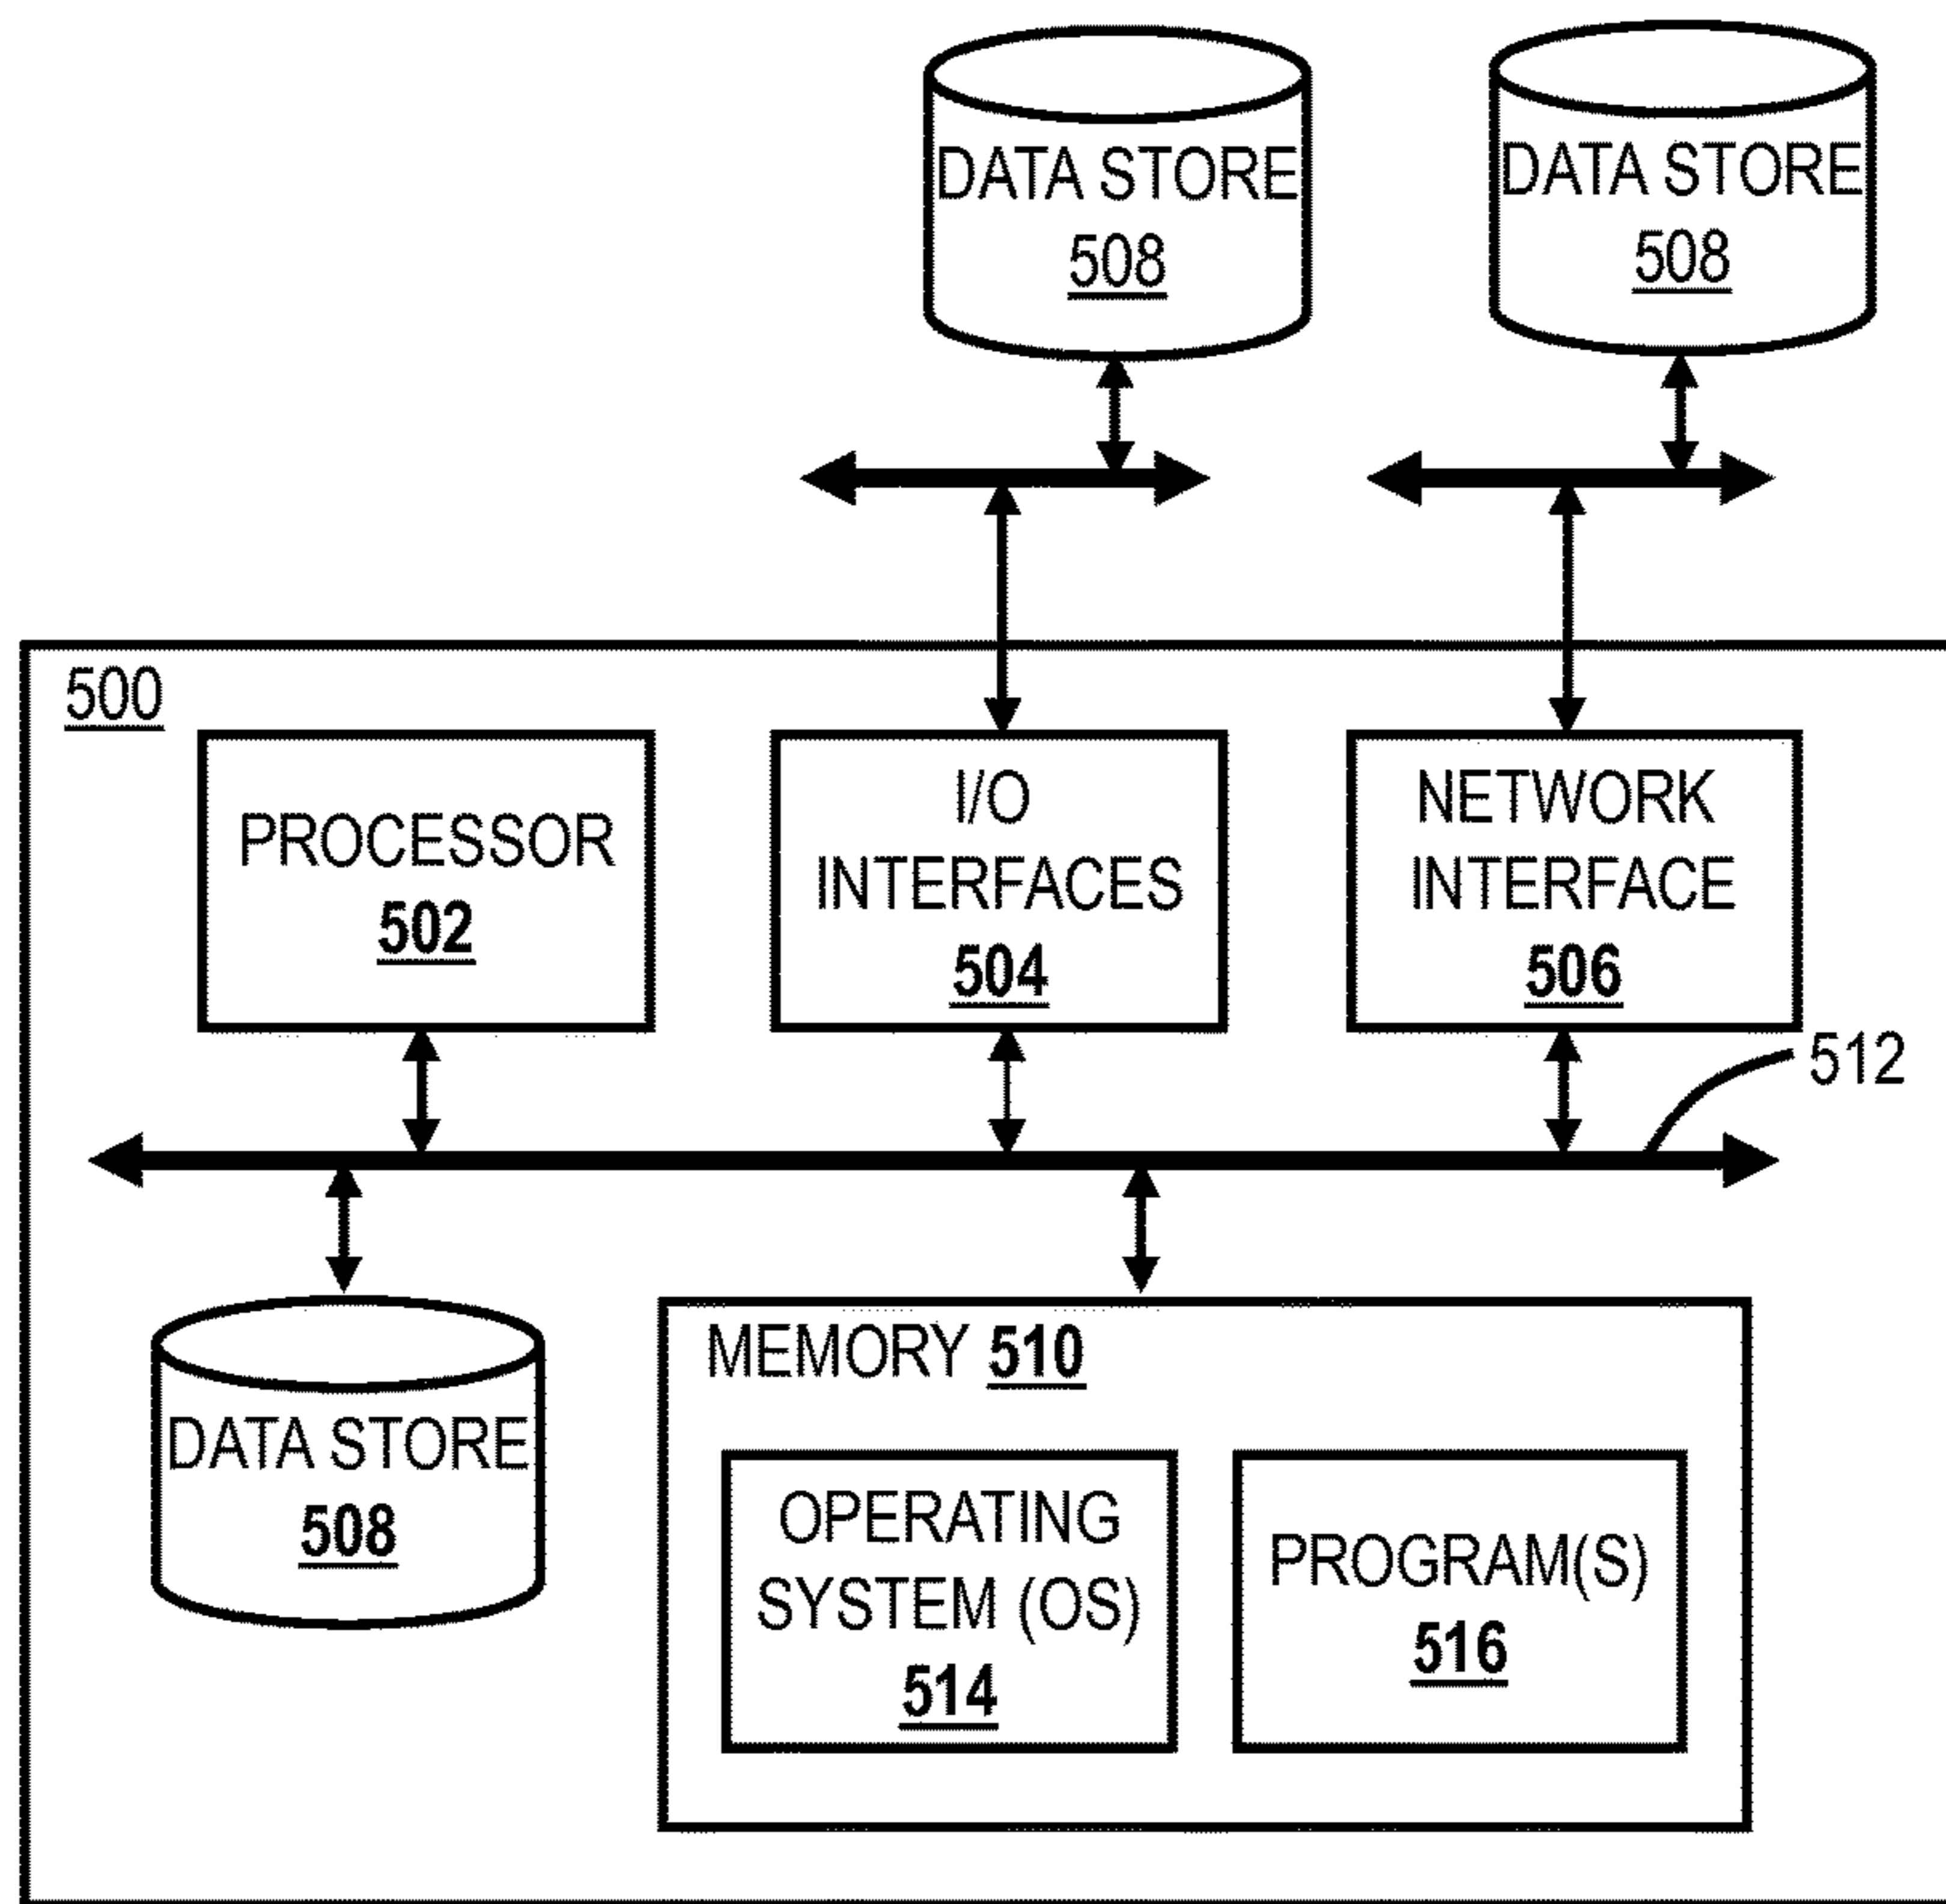 DATA STORE
508
DATA STORE
508
500
PROCESSOR
502
I/O
INTERFACES
504
NETWORK
INTERFACE
506
512
DATA STORE
508
MEMORY 510
OPERATING
SYSTEM (OS)
514
PROGRAM(S)
516